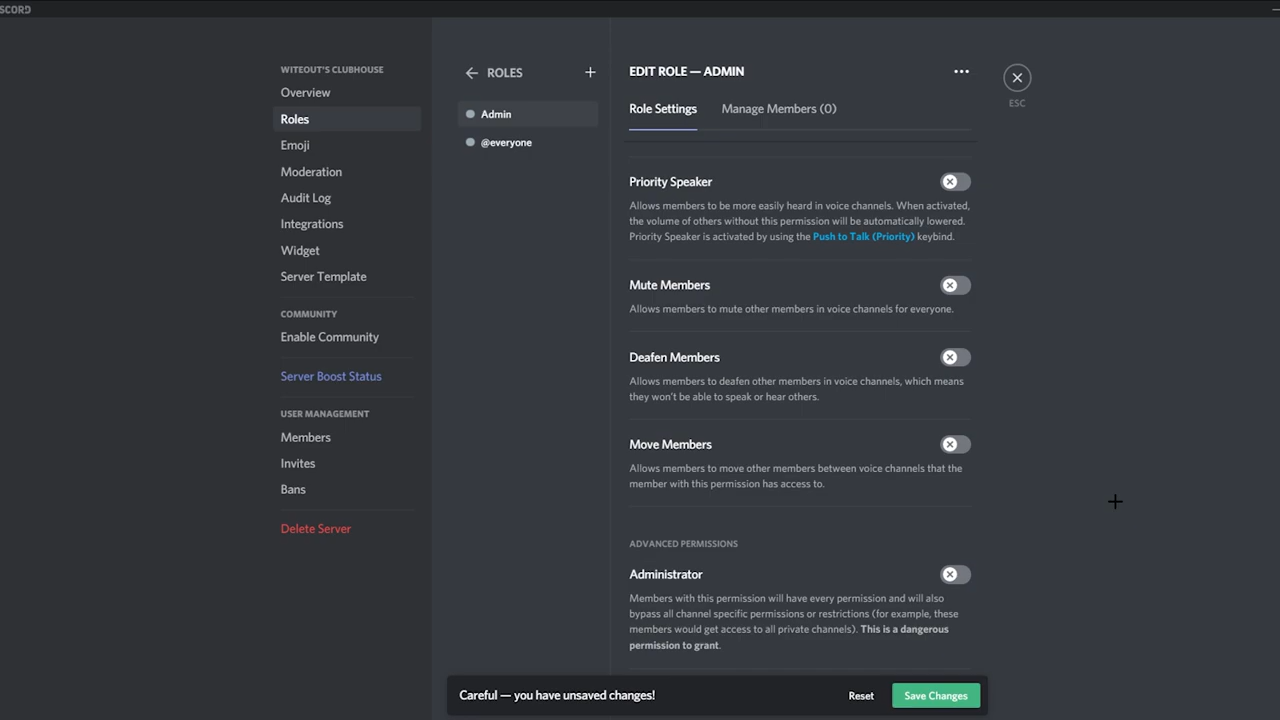 SCORD
WITEOUT'S CLUBHOUSE
Overview
Roles
Emoji
Moderation
Audit Log
Integrations
Widget
Server Template
COMMUNITY
Enable Community
Server Boost Status
USER MANAGEMENT
Members
Invites
Bans
Delete Server
ROLES
Admin
@everyone
EDIT ROLE — ADMIN
Role Settings
Manage Members (0)
ESC
Priority Speaker
Allows members to be more easily heard in voice channels. When activated,
the volume of others without this permission will be automatically lowered.
Priority Speaker is activated by using the Push to Talk (Priority) keybind.
Mute Members
Allows members to mute other members in voice channels for everyone.
Deafen Members
Allows members to deafen other members in voice channels, which means
they won't be able to speak or hear others.
Move Members
Allows members to move other members between voice channels that the
member with this permission has access to.
ADVANCED PERMISSIONS
Administrator
Members with this permission will have every permission and will also
bypass all channel specific permissions or restrictions (for example, these
members would get access to all private channels). This is a dangerous
permission to grant.
Careful — you have unsaved changes!
Reset
Save Changes